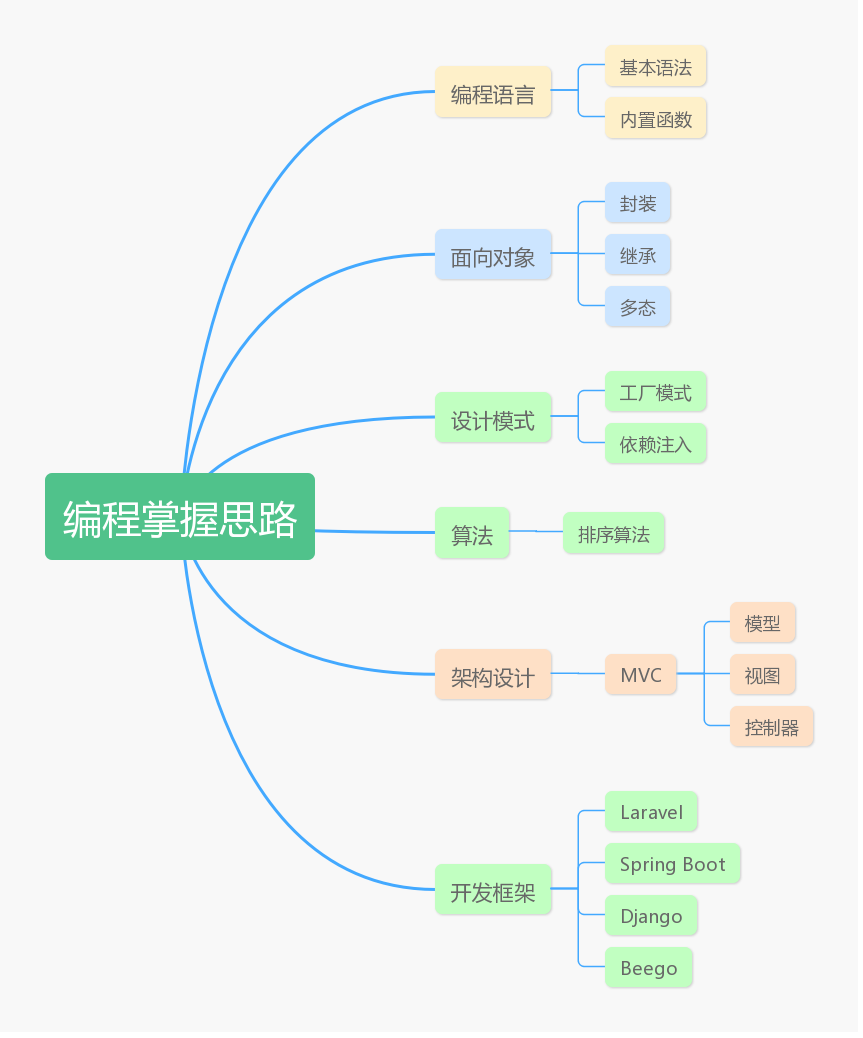 编程掌握思路
编程语言
基本语法
内置函数
面向对象
封装
继承
多态
设计模式
工厂模式
依赖注入
算法
排序算法
架构设计
MVC
模型
视图
控制器
开发框架
Laravel
Spring Boot
Django
Beego